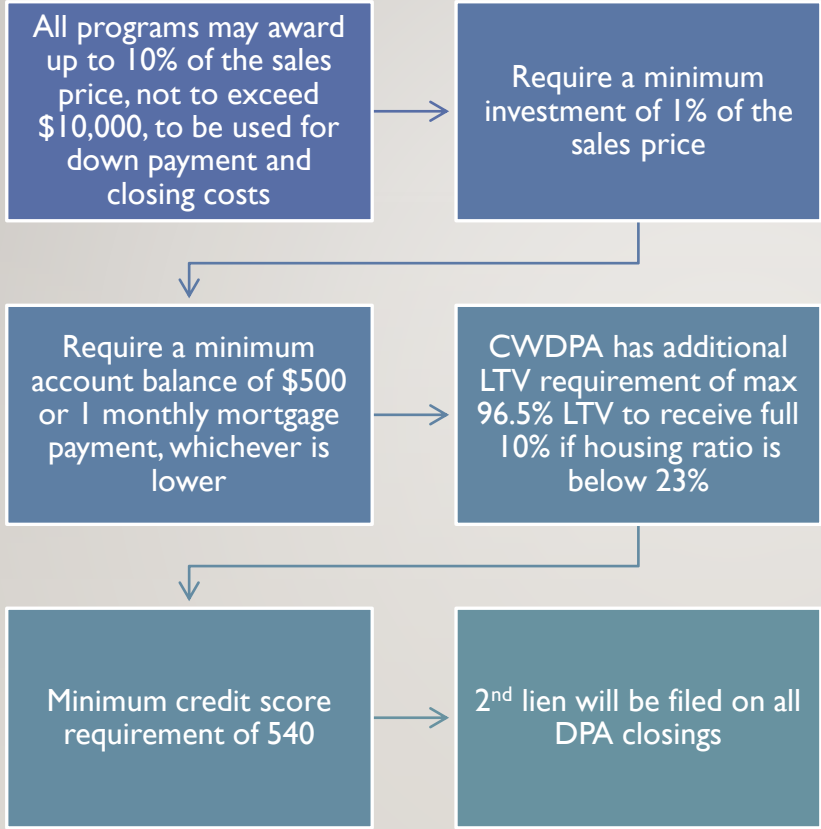 All programs may award
up to 10% of the sales
price, not to exceed
$10,000, to be used for
down payment and
closing costs
Require a minimum
investment of 1% of the
sales price
Require a minimum
account balance of $500
or 1 monthly mortgage
payment, whichever is
lower
CWDPA has additional
LTV requirement of max
96.5% LTV to receive full
10% if housing ratio is
below 23%
Minimum credit score
requirement of 540
2nd lien will be filed on all
DPA closings